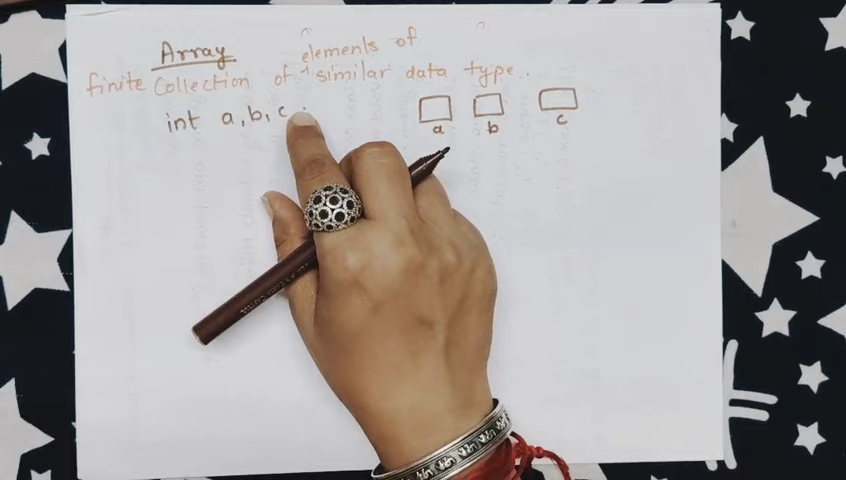 Array
elements of
finite Collection of similar data type.
int a, b, c
a b c